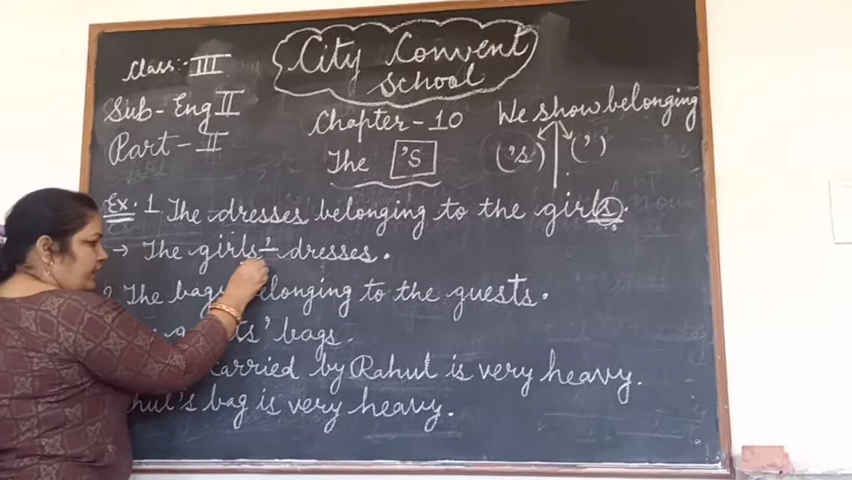 City Convent
School
Class:- III
Sub- Eng II
Part- II
Chapter-10
The 's
We show belonging
('s) (')
Ex. 1 The dresses belonging to the girls.
→ The girls' dresses.
2 The bags belonging to the guests.
bags.
carried by Rahul is very heavy.
bag is very heavy.